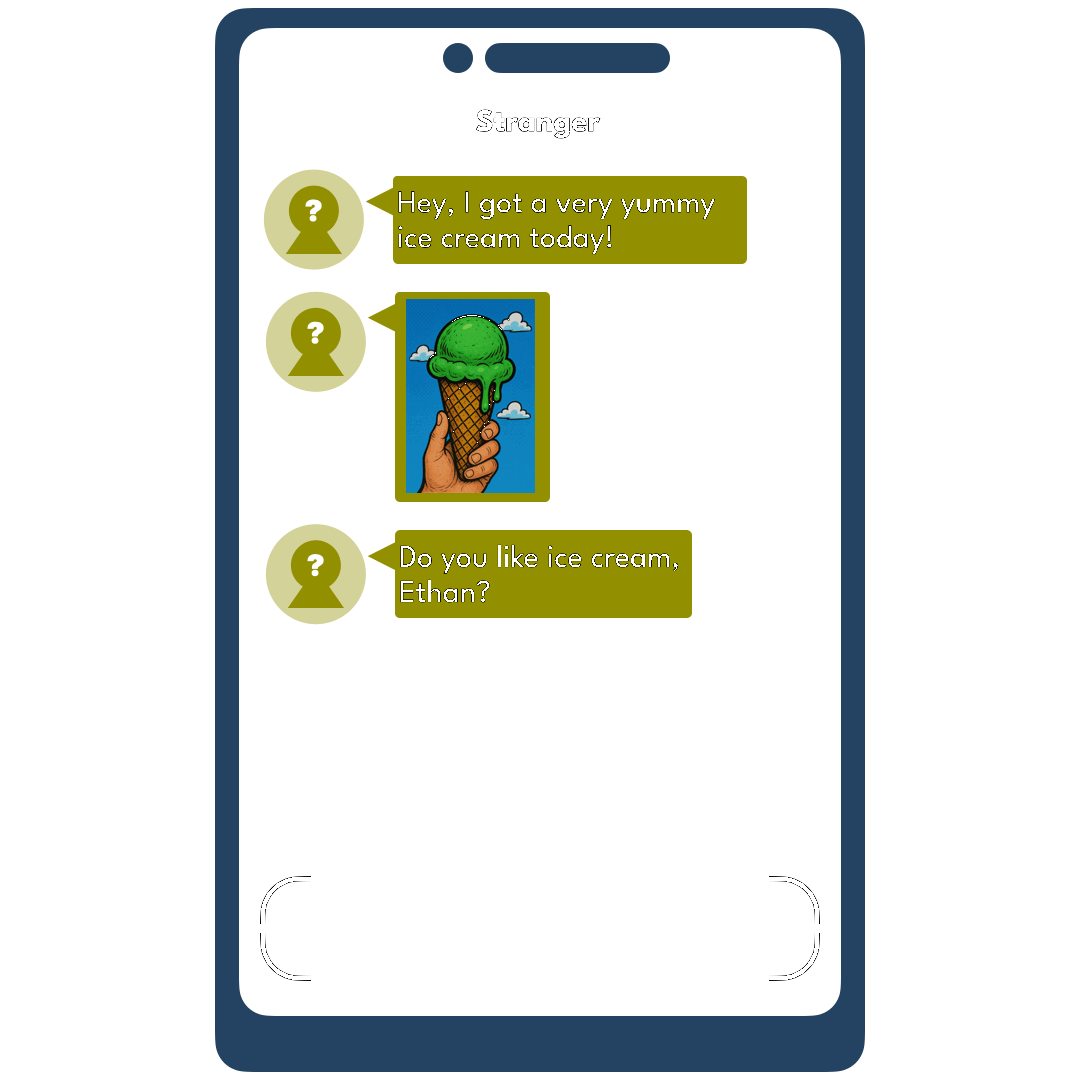 Stranger
?
Hey, I got a very yummy
ice cream today!
?
?
Do you like ice cream,
Ethan?